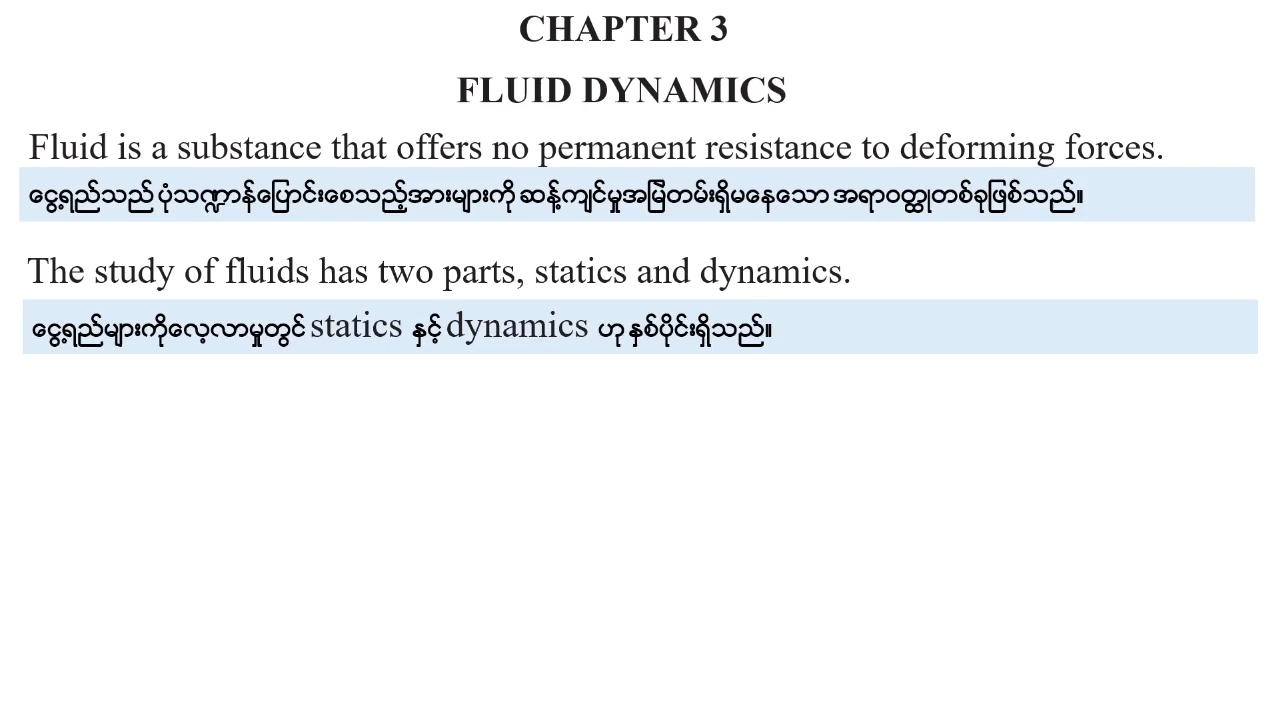 CHAPTER 3
FLUID DYNAMICS
Fluid is a substance that offers no permanent resistance to deforming forces.
ငွေ့ရည်သည် ပုံသဏ္ဍာန်ပြောင်းစေသည့်အားများကို ဆန့်ကျင်မှုအမြဲတမ်းရှိမနေသော အရာဝတ္ထုတစ်ခုဖြစ်သည်။
The study of fluids has two parts, statics and dynamics.
ငွေ့ရည်များကိုလေ့လာမှုတွင် statics နှင့် dynamics ဟု နှစ်ပိုင်းရှိသည်။